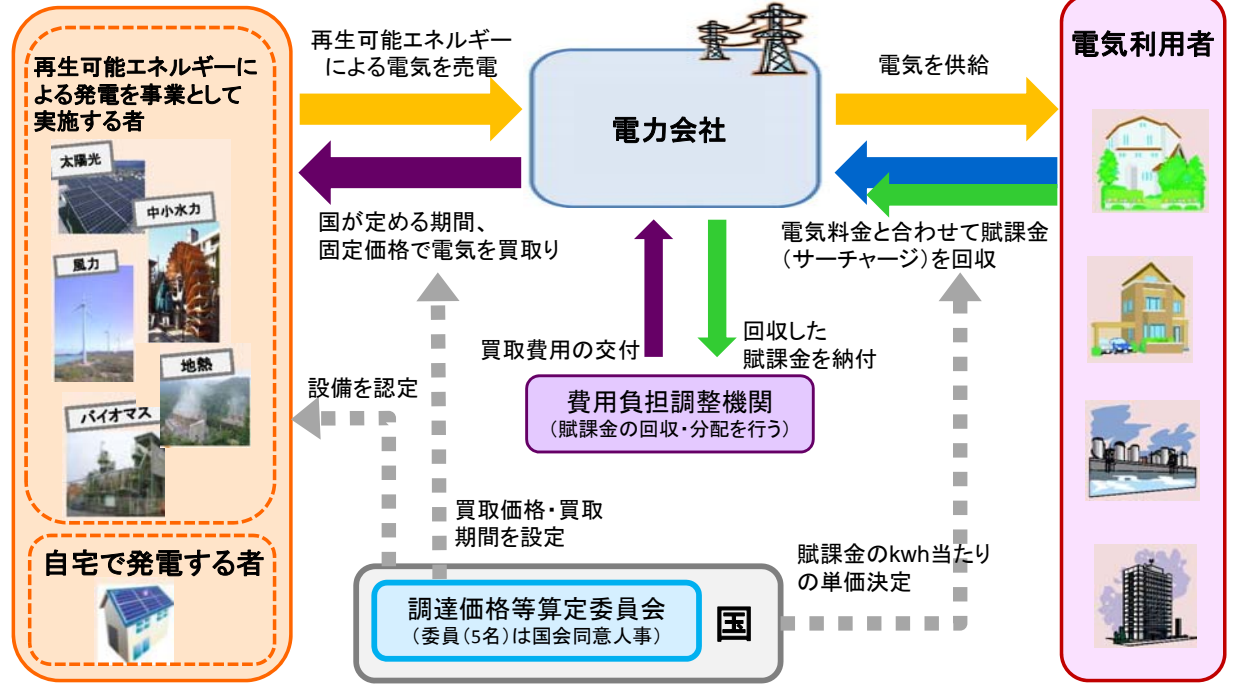 再生可能エネルギーに
よる発電を事業として
実施する者
太陽光
中小水力
風力
地熱
バイオマス
自宅で発電する者
再生可能エネルギー
による電気を売電
国が定める期間、
固定価格で電気を買取り
設備を認定
電力会社
買取費用の交付
回収した
賦課金を納付
費用負担調整機関
(賦課金の回収・分配を行う)
買取価格・買取
期間を設定
調達価格等算定委員会
(委員(5名)は国会同意人事)
国
電気を供給
電気料金と合わせて賦課金
(サーチャージ)を回収
賦課金のkwh当たり
の単価決定
電気利用者